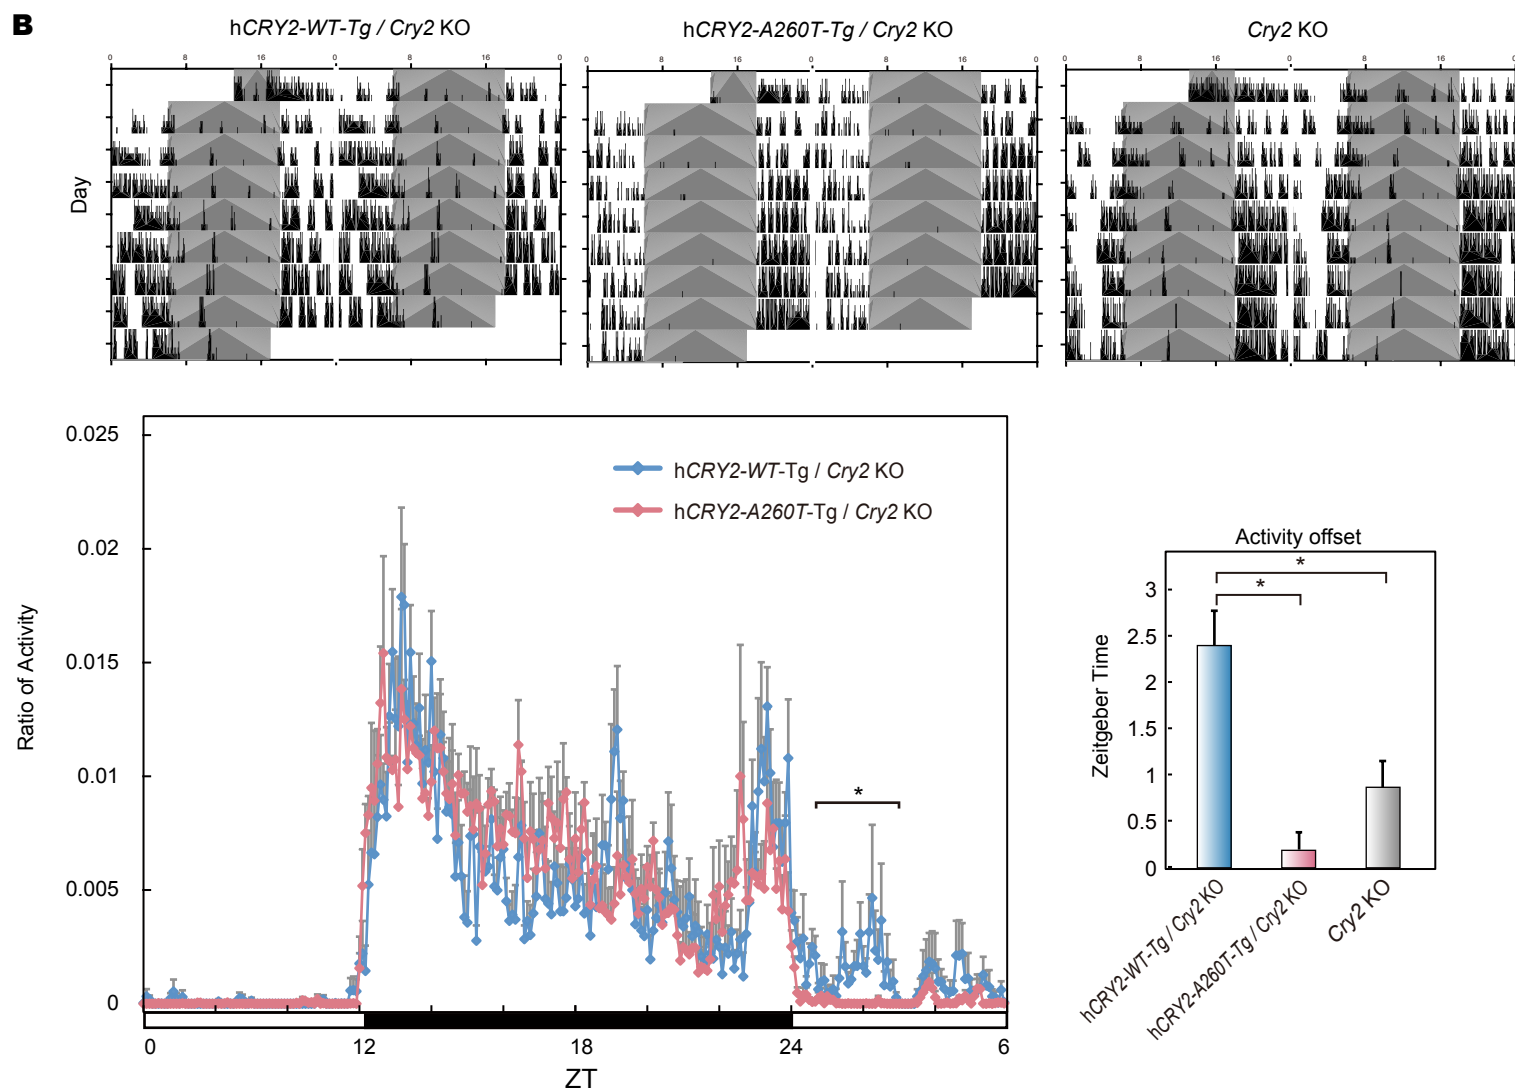 B
hCRY2-WT-Tg / Cry2 KO
hCRY2-A260T-Tg / Cry2 KO
Cry2 KO
0 8 16 0 8 16 0
0 8 16 0 8 16 0
0 8 16 0 8 16 0
Day
0.025
0.02
0.015
0.01
0.005
0
Ratio of Activity
hCRY2-WT-Tg / Cry2 KO
hCRY2-A260T-Tg / Cry2 KO
*
0 12 18 24 6
ZT
Activity offset
*
*
3
2.5
2
1.5
1
0.5
0
Zeitgeber Time
hCRY2-WT-Tg / Cry2 KO
hCRY2-A260T-Tg / Cry2 KO
Cry2 KO